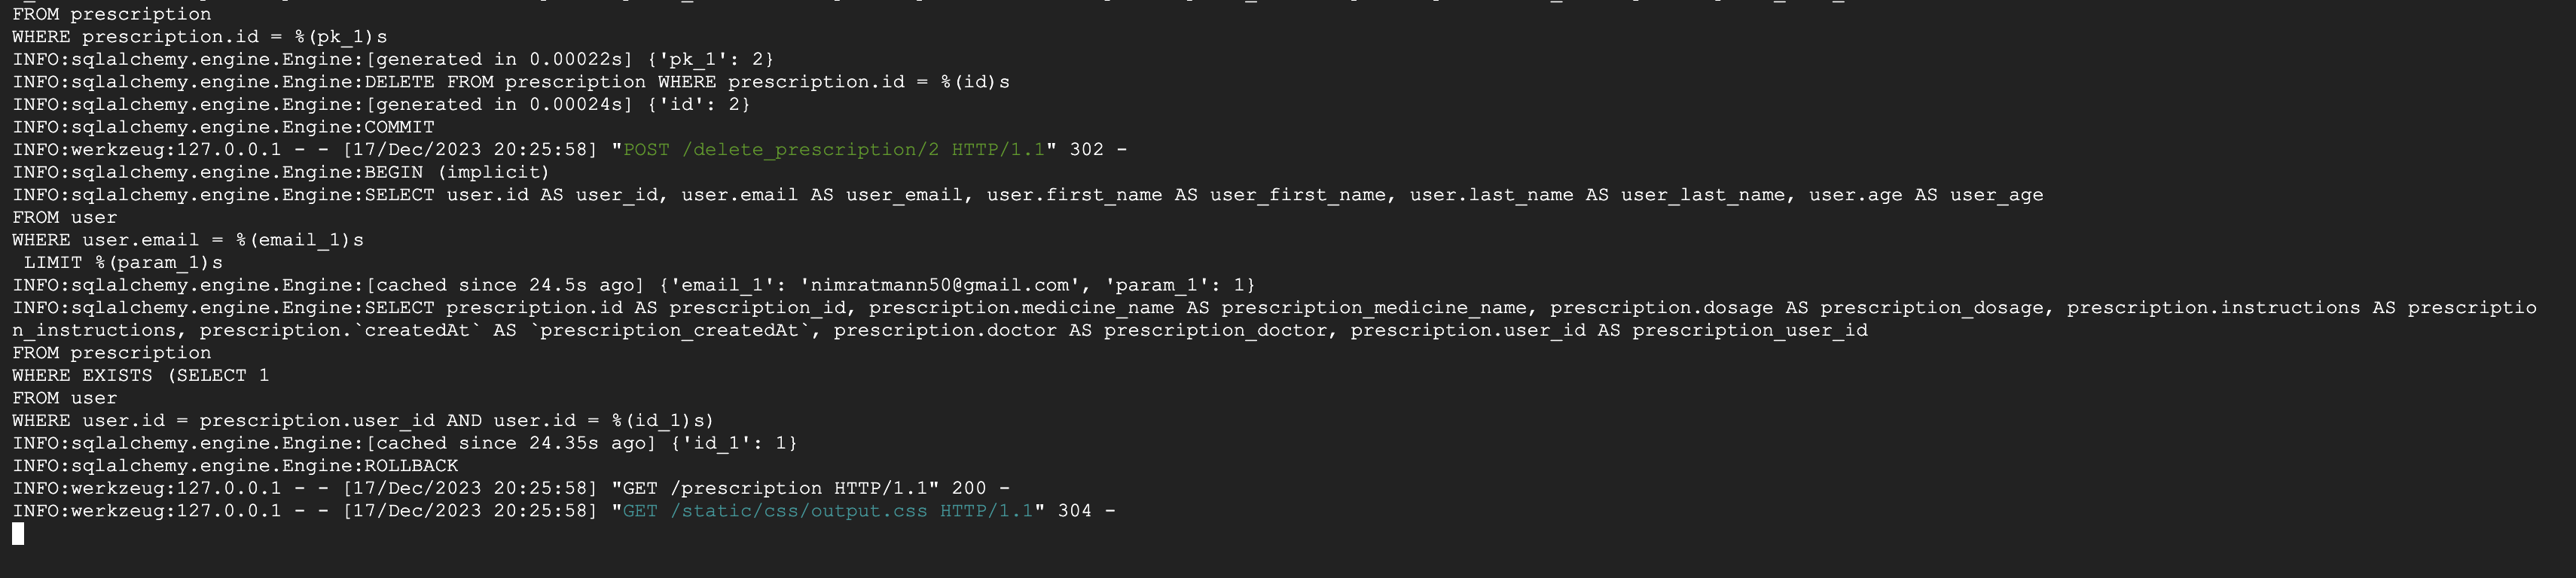 FROM prescription
WHERE prescription.id = %(pk_1)s
INFO:sqlalchemy.engine.Engine:[generated in 0.00022s] {'pk_1': 2}
INFO:sqlalchemy.engine.Engine:DELETE FROM prescription WHERE prescription.id = %(id)s
INFO:sqlalchemy.engine.Engine:[generated in 0.00024s] {'id': 2}
INFO:sqlalchemy.engine.Engine:COMMIT
INFO:werkzeug:127.0.0.1 - - [17/Dec/2023 20:25:58] "POST /delete_prescription/2 HTTP/1.1" 302 -
INFO:sqlalchemy.engine.Engine:BEGIN (implicit)
INFO:sqlalchemy.engine.Engine:SELECT user.id AS user_id, user.email AS user_email, user.first_name AS user_first_name, user.last_name AS user_last_name, user.age AS user_age
FROM user
WHERE user.email = %(email_1)s
 LIMIT %(param_1)s
INFO:sqlalchemy.engine.Engine:[cached since 24.5s ago] {'email_1': 'nimratmann50@gmail.com', 'param_1': 1}
INFO:sqlalchemy.engine.Engine:SELECT prescription.id AS prescription_id, prescription.medicine_name AS prescription_medicine_name, prescription.dosage AS prescription_dosage, prescription.instructions AS prescriptio
n_instructions, prescription.`createdAt` AS `prescription_createdAt`, prescription.doctor AS prescription_doctor, prescription.user_id AS prescription_user_id
FROM prescription
WHERE EXISTS (SELECT 1
FROM user
WHERE user.id = prescription.user_id AND user.id = %(id_1)s)
INFO:sqlalchemy.engine.Engine:[cached since 24.35s ago] {'id_1': 1}
INFO:sqlalchemy.engine.Engine:ROLLBACK
INFO:werkzeug:127.0.0.1 - - [17/Dec/2023 20:25:58] "GET /prescription HTTP/1.1" 200 -
INFO:werkzeug:127.0.0.1 - - [17/Dec/2023 20:25:58] "GET /static/css/output.css HTTP/1.1" 304 -